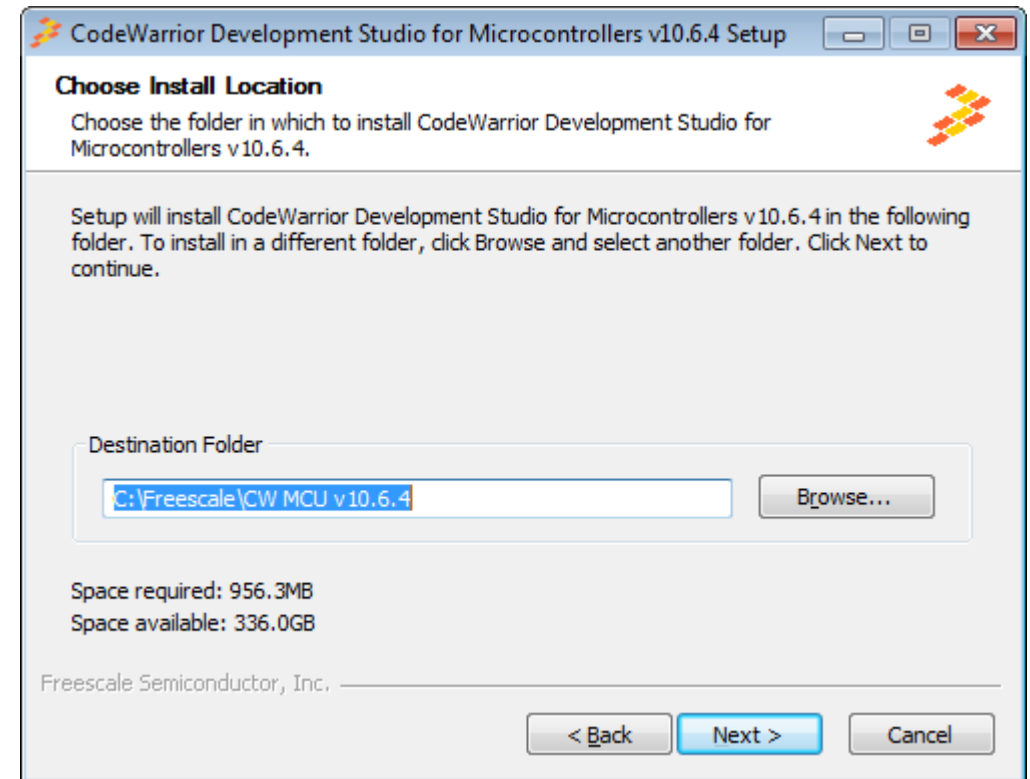 CodeWarrior Development Studio for Microcontrollers v10.6.4 Setup
Choose Install Location
Choose the folder in which to install CodeWarrior Development Studio for
Microcontrollers v10.6.4.
Setup will install CodeWarrior Development Studio for Microcontrollers v10.6.4 in the following
folder. To install in a different folder, click Browse and select another folder. Click Next to
continue.
Destination Folder
C:\Freescale\CW MCU v10.6.4
Browse...
Space required: 956.3MB
Space available: 336.0GB
Freescale Semiconductor, Inc.
< Back Next > Cancel